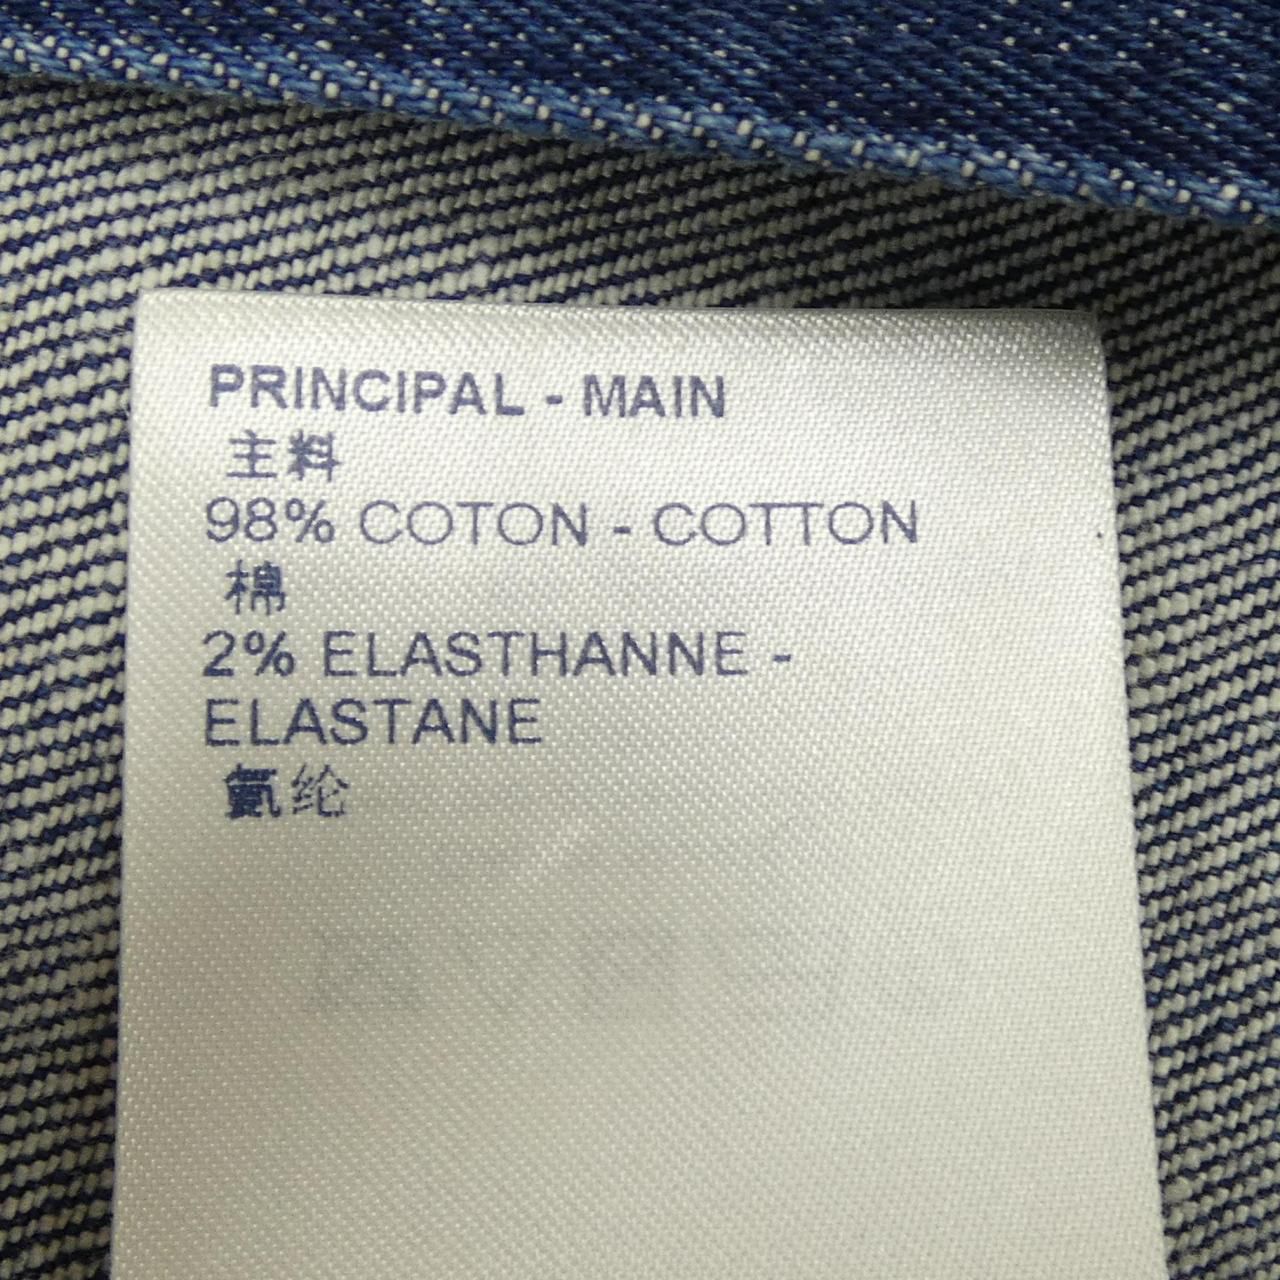 PRINCIPAL - MAIN
主料
98% COTON - COTTON
棉
2% ELASTHANNE -
ELASTANE
氨纶